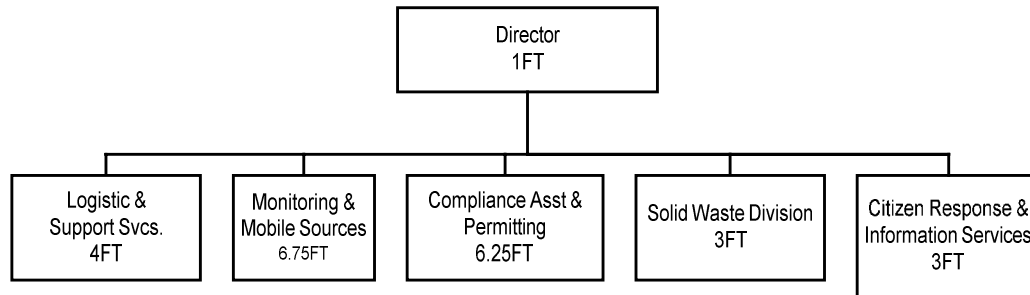 Director
1FT
Logistic &
Support Svcs.
4FT
Monitoring &
Mobile Sources
6.75FT
Compliance Asst &
Permitting
6.25FT
Solid Waste Division
3FT
Citizen Response &
Information Services
3FT